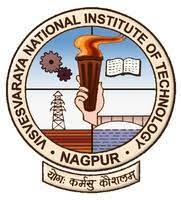 VISVESVARAYA NATIONAL INSTITUTE OF TECHNOLOGY
• NAGPUR •
योगः कर्मसु कौशलम्